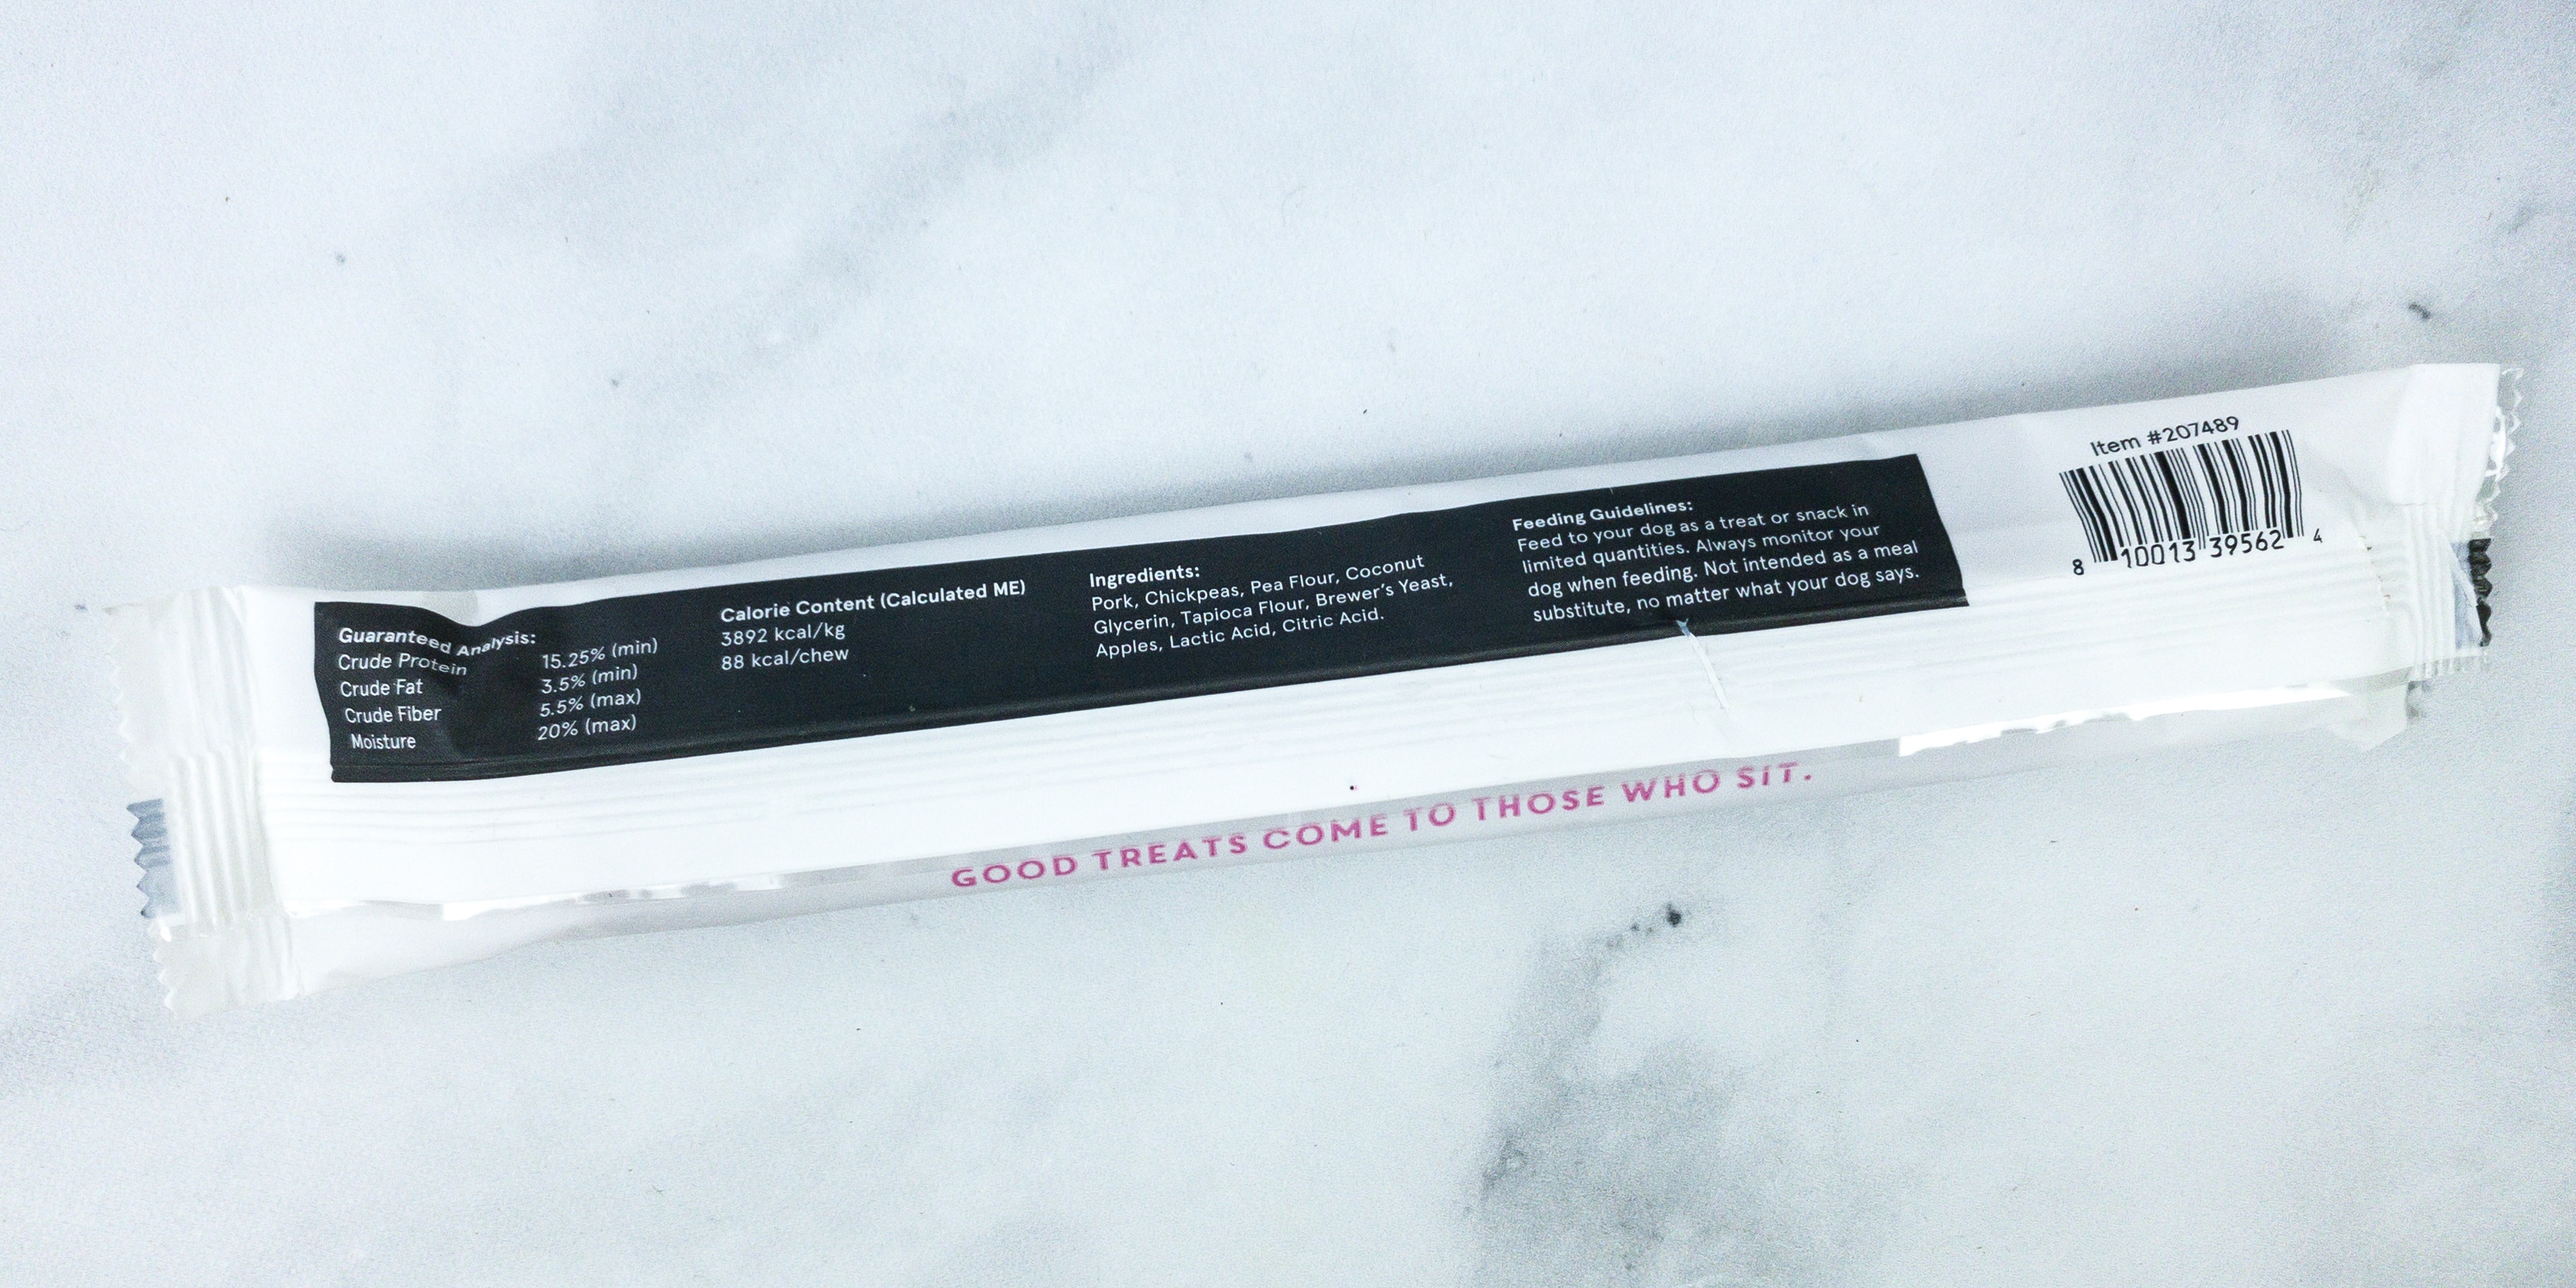 Guaranteed Analysis:
Crude Protein 15.25% (min)
Crude Fat 3.5% (min)
Crude Fiber 5.5% (max)
Moisture 20% (max)
Calorie Content (Calculated ME)
3892 kcal/kg
88 kcal/chew
Ingredients:
Pork, Chickpeas, Pea Flour, Coconut
Glycerin, Tapioca Flour, Brewer's Yeast,
Apples, Lactic Acid, Citric Acid.
Feeding Guidelines:
Feed to your dog as a treat or snack in
limited quantities. Always monitor your
dog when feeding. Not intended as a meal
substitute, no matter what your dog says.
Item #207489
8 10013 39562 4
GOOD TREATS COME TO THOSE WHO SIT.